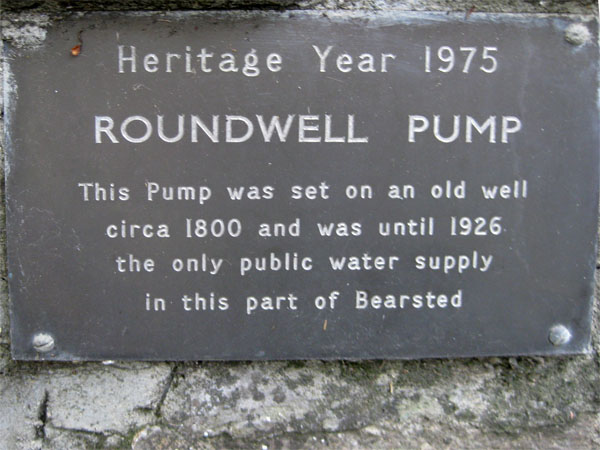 Heritage Year 1975
ROUNDWELL PUMP
This Pump was set on an old well
circa 1800 and was until 1926
the only public water supply
in this part of Bearsted